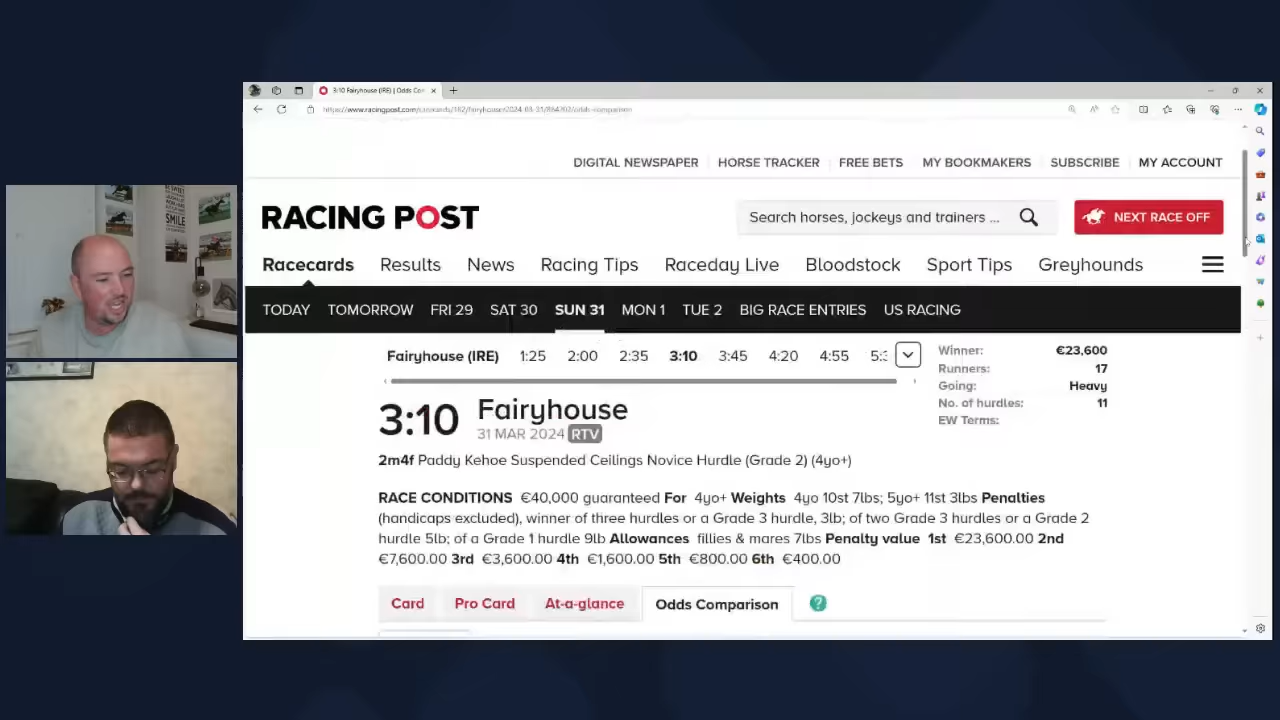 3:10 Fairyhouse (IRE) | Odds Co
DIGITAL NEWSPAPER HORSE TRACKER FREE BETS MY BOOKMAKERS SUBSCRIBE MY ACCOUNT
RACING POST
Search horses, jockeys and trainers ...
NEXT RACE OFF
Racecards Results News Racing Tips Raceday Live Bloodstock Sport Tips Greyhounds
TODAY TOMORROW FRI 29 SAT 30 SUN 31 MON 1 TUE 2 BIG RACE ENTRIES US RACING
Fairyhouse (IRE) 1:25 2:00 2:35 3:10 3:45 4:20 4:55
Winner: €23,600
Runners: 17
Going: Heavy
No. of hurdles: 11
EW Terms:
3:10 Fairyhouse
31 MAR 2024 RTV
2m4f Paddy Kehoe Suspended Ceilings Novice Hurdle (Grade 2) (4yo+)
RACE CONDITIONS €40,000 guaranteed For 4yo+ Weights 4yo 10st 7lbs; 5yo+ 11st 3lbs Penalties
(handicaps excluded), winner of three hurdles or a Grade 3 hurdle, 3lb; of two Grade 3 hurdles or a Grade 2
hurdle 5lb; of a Grade 1 hurdle 9lb Allowances fillies & mares 7lbs Penalty value 1st €23,600.00 2nd
€7,600.00 3rd €3,600.00 4th €1,600.00 5th €800.00 6th €400.00
Card Pro Card At-a-glance Odds Comparison ?
SMILE